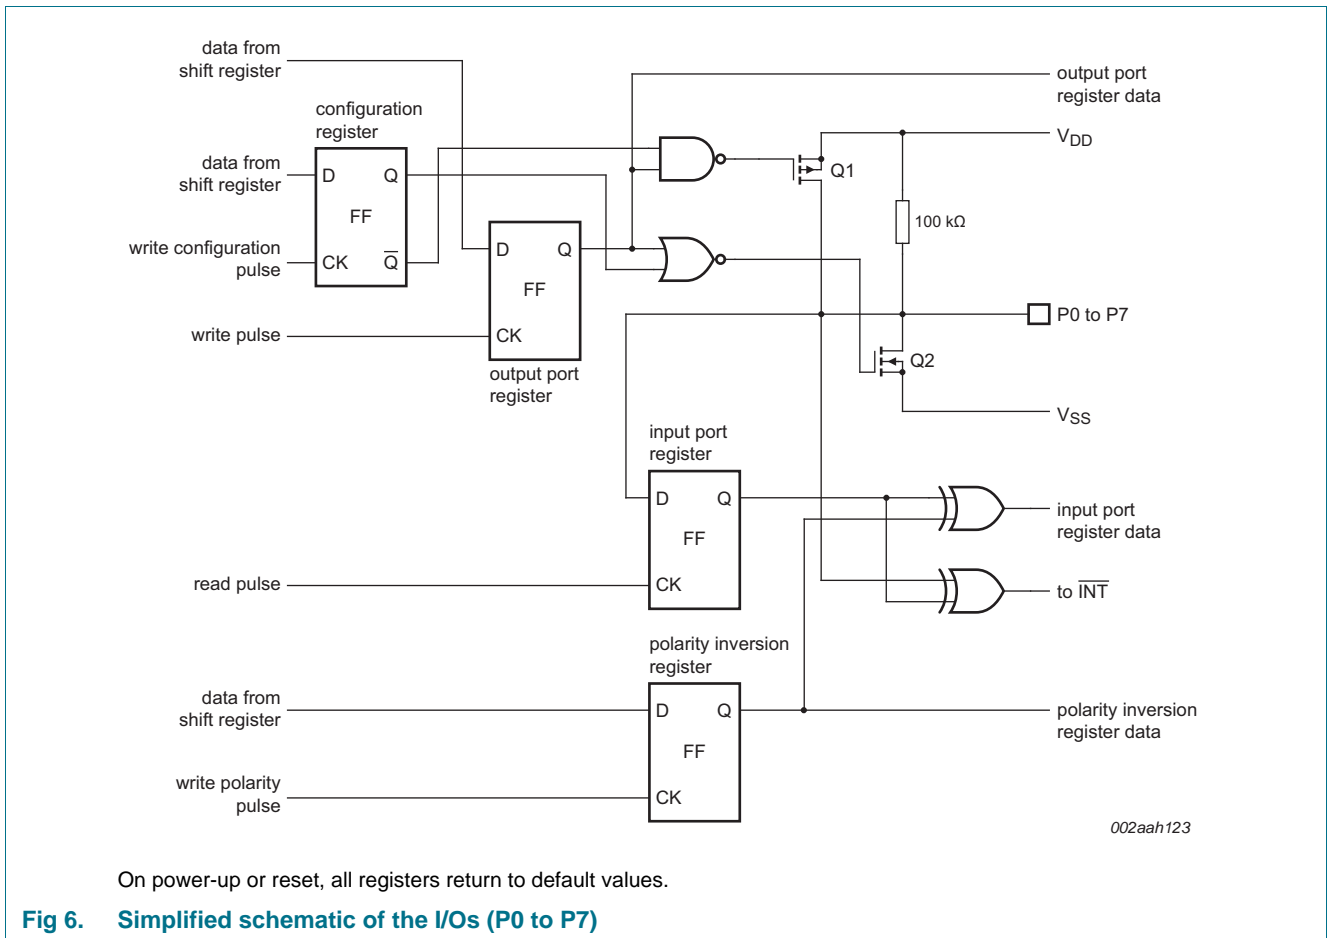 data from
shift register
output port
register data
configuration
register
V_DD
data from
shift register
D
Q
FF
CK
Q̅
Q1
100 kΩ
write configuration
pulse
D
Q
FF
CK
P0 to P7
write pulse
output port
register
Q2
V_SS
input port
register
D
Q
FF
CK
input port
register data
read pulse
to I̅N̅T̅
polarity inversion
register
data from
shift register
D
Q
FF
CK
polarity inversion
register data
write polarity
pulse
002aah123
On power-up or reset, all registers return to default values.
Fig 6. Simplified schematic of the I/Os (P0 to P7)